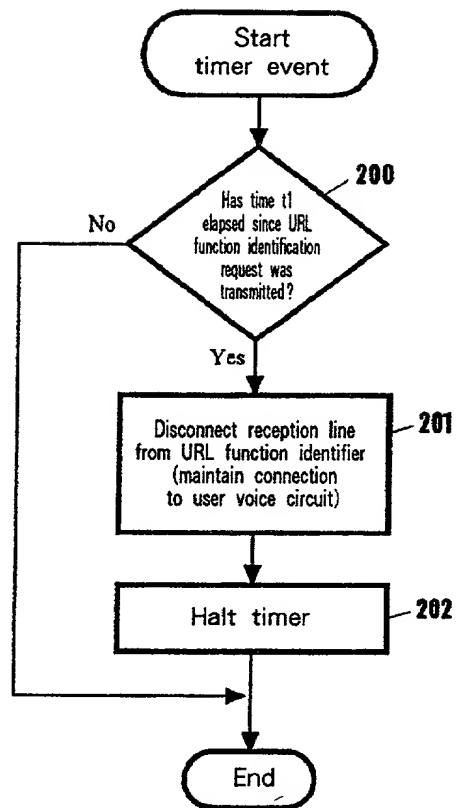 Start
timer event
200
Has time t1
elapsed since URL
function identification
request was
transmitted?
No
Yes
201
Disconnect reception line
from URL function identifier
(maintain connection
to user voice circuit)
Halt timer
202
End